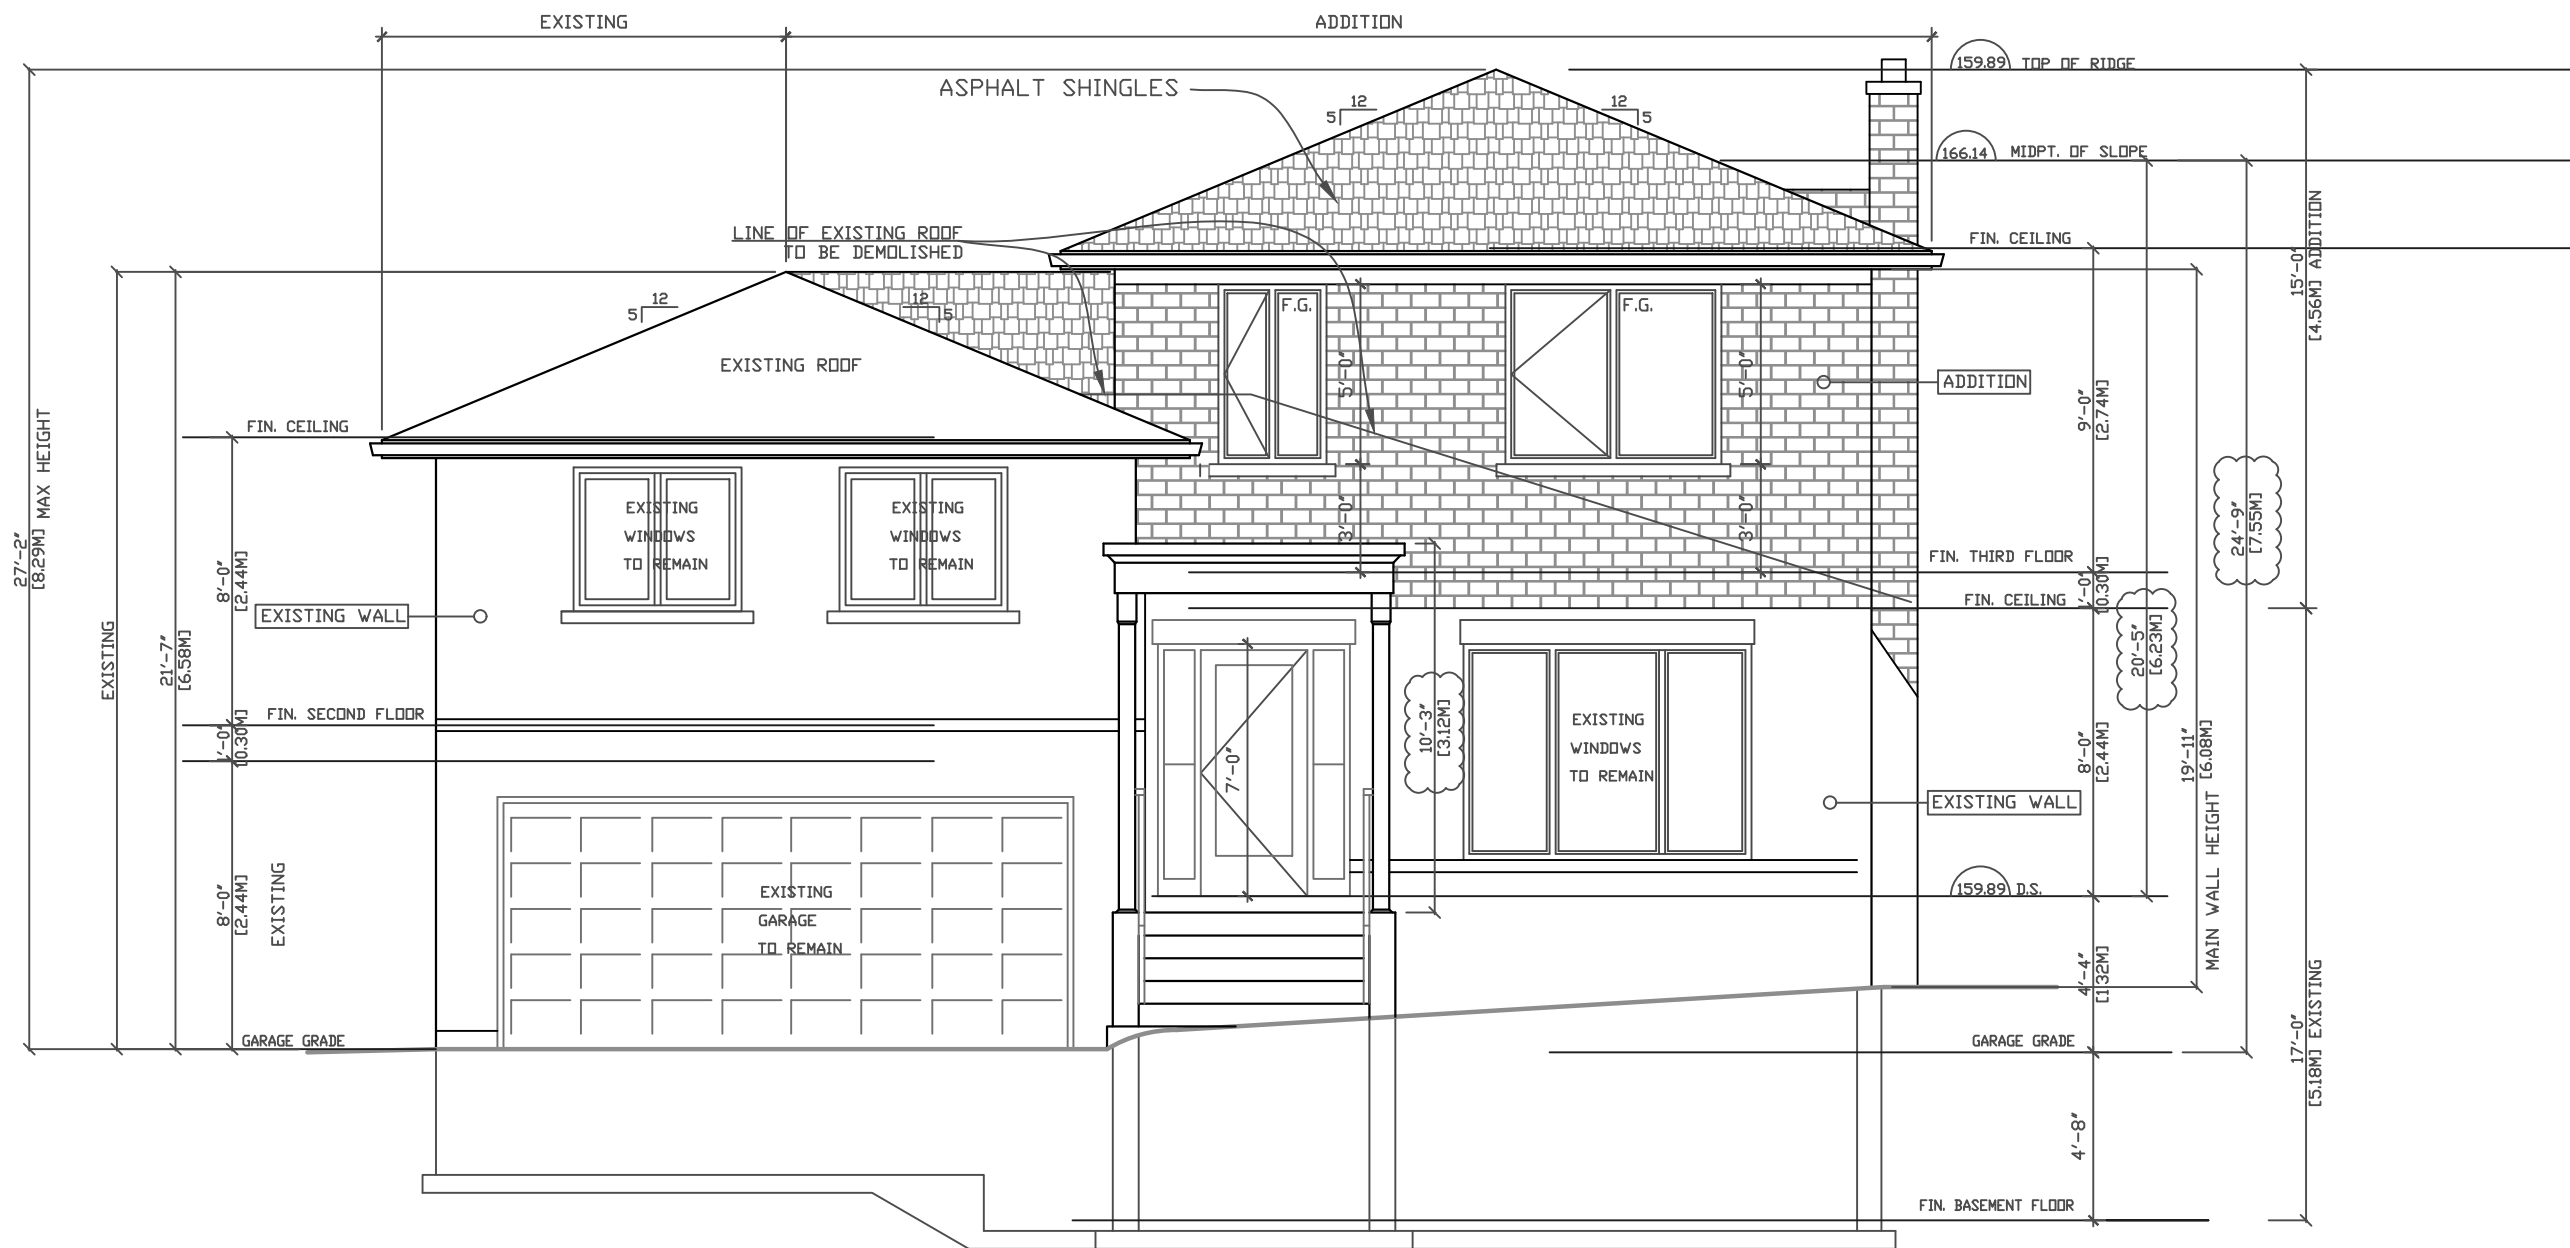 EXISTING
ADDITION
159.89 TOP OF RIDGE
ASPHALT SHINGLES
12
5
12
5
166.14 MIDPT. OF SLOPE
LINE OF EXISTING ROOF
TO BE DEMOLISHED
FIN. CEILING
12
5
12
5
F.G.
F.G.
EXISTING ROOF
5'-0"
5'-0"
ADDITION
15'-0"
[4.56M] ADDITION
9'-0"
[2.74M]
FIN. CEILING
27'-2"
[8.29M] MAX HEIGHT
EXISTING
WINDOWS
TO REMAIN
EXISTING
WINDOWS
TO REMAIN
3'-0"
3'-0"
24'-9"
[7.55M]
FIN. THIRD FLOOR
1'-0"
[0.30M]
FIN. CEILING
8'-0"
[2.44M]
EXISTING WALL
EXISTING
21'-7"
[6.58M]
20'-5"
[6.23M]
FIN. SECOND FLOOR
1'-0"
[0.30M]
7'-0"
10'-3"
[3.12M]
EXISTING
WINDOWS
TO REMAIN
8'-0"
[2.44M]
19'-11"
[6.08M]
MAIN WALL HEIGHT
EXISTING WALL
8'-0"
[2.44M]
EXISTING
EXISTING
GARAGE
TO REMAIN
159.89 D.S.
4'-4"
[1.32M]
17'-0"
[5.18M] EXISTING
GARAGE GRADE
GARAGE GRADE
4'-8"
FIN. BASEMENT FLOOR